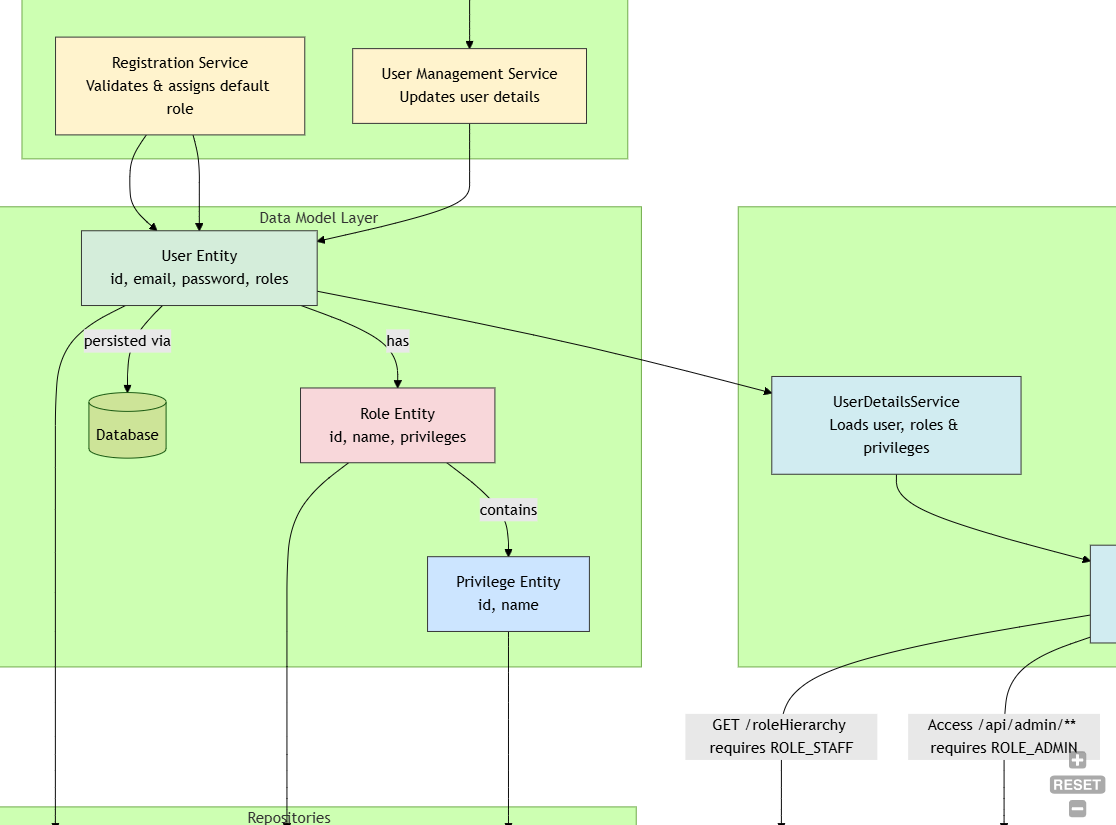 Registration Service
Validates & assigns default
role
User Management Service
Updates user details
Data Model Layer
User Entity
id, email, password, roles
persisted via
has
Database
Role Entity
id, name, privileges
UserDetailsService
Loads user, roles &
privileges
contains
Privilege Entity
id, name
GET /roleHierarchy
requires ROLE_STAFF
Access /api/admin/**
requires ROLE_ADMIN
RESET
Repositories